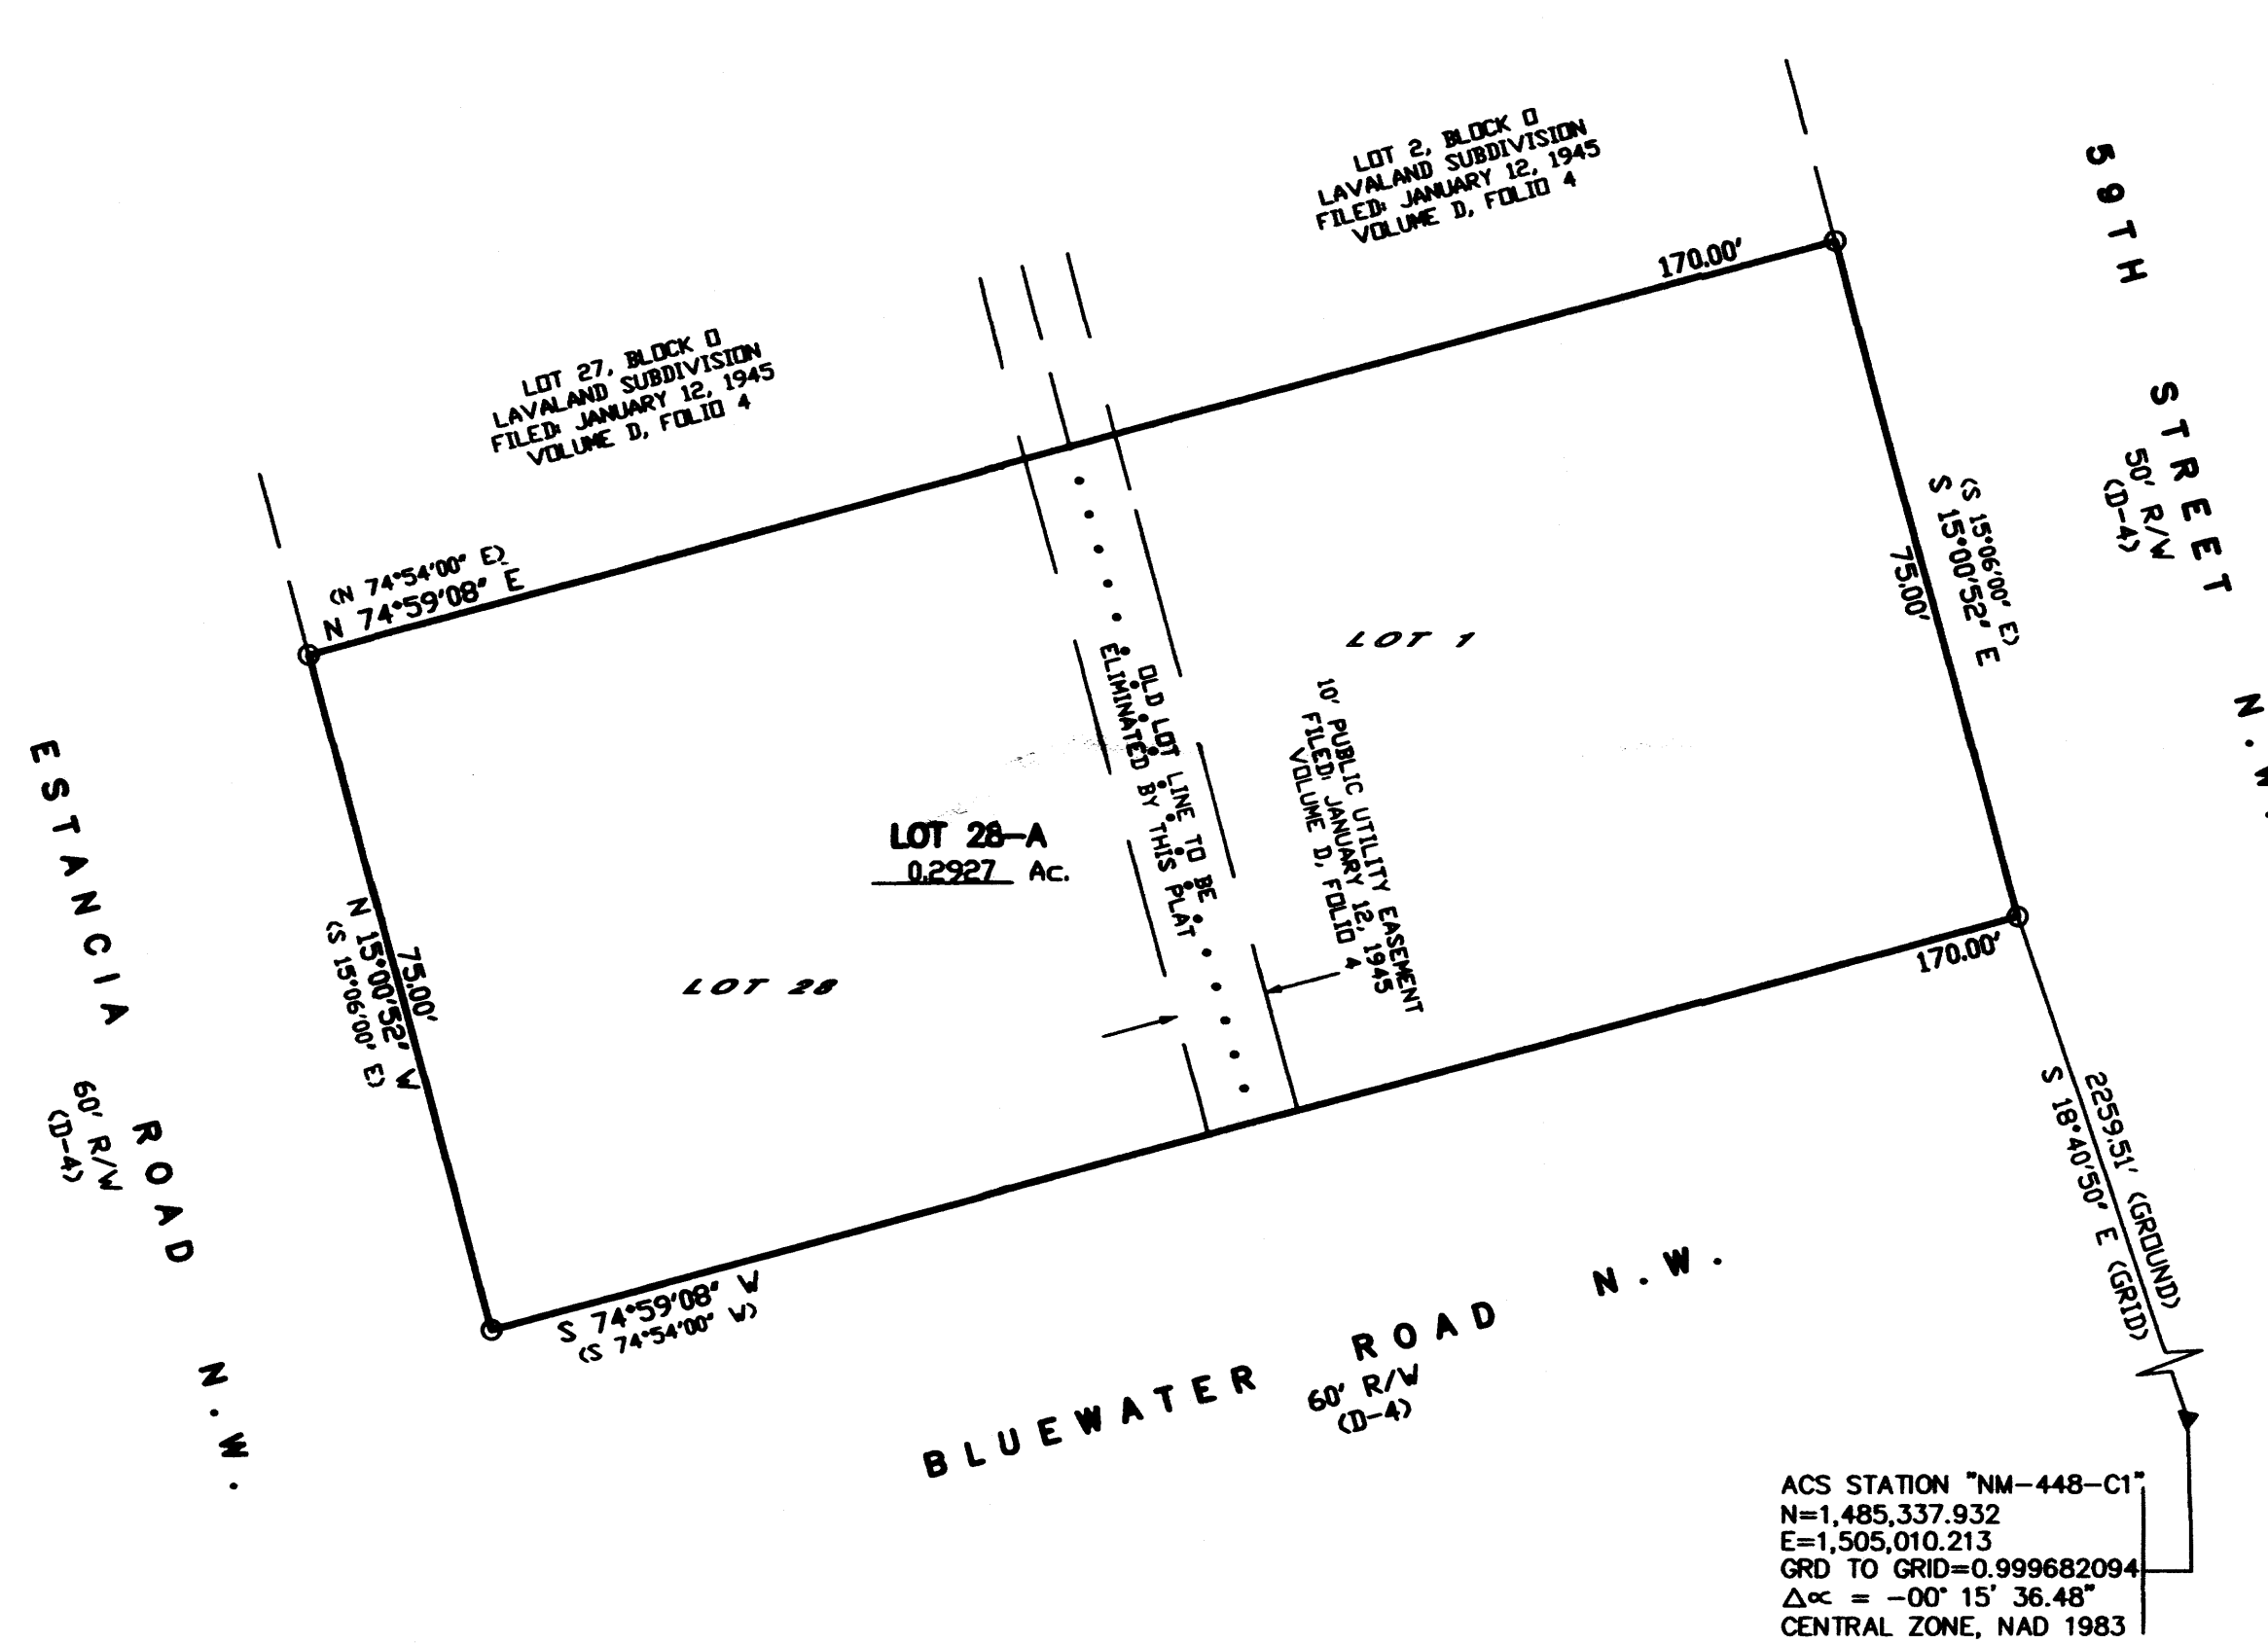 LOT 2, BLOCK O
LAVALAND SUBDIVISION
FILED: JANUARY 12, 1945
VOLUME D, FOLIO 4
170.00'
59TH STREET N.W.
50' R/W
(D-4)
LOT 27, BLOCK O
LAVALAND SUBDIVISION
FILED: JANUARY 12, 1945
VOLUME D, FOLIO 4
(N 74°54'00" E)
N 74°59'08" E
(S 15°06'00" E)
S 15°00'52" E
75.00'
LOT 1
OLD LOT LINE TO BE
ELIMINATED BY THIS PLAT
10' PUBLIC UTILITY EASEMENT
FILED: JANUARY 12, 1945
VOLUME D, FOLIO 4
LOT 28-A
0.2927 AC.
LOT 28
ESTANCIA ROAD N.W.
60' R/W
(D-4)
75.00'
N 15°00'52" W
(S 15°06'00" E)
170.00'
S 74°59'08" W
(S 74°54'00" W)
BLUEWATER ROAD N.W.
60' R/W
(D-4)
2259.51' (GROUND)
S 18°40'50" E (GRID)
ACS STATION "NM-448-C1"
N=1,485,337.932
E=1,505,010.213
GRD TO GRID=0.999682094
Δ∝ = -00° 15' 36.48"
CENTRAL ZONE, NAD 1983